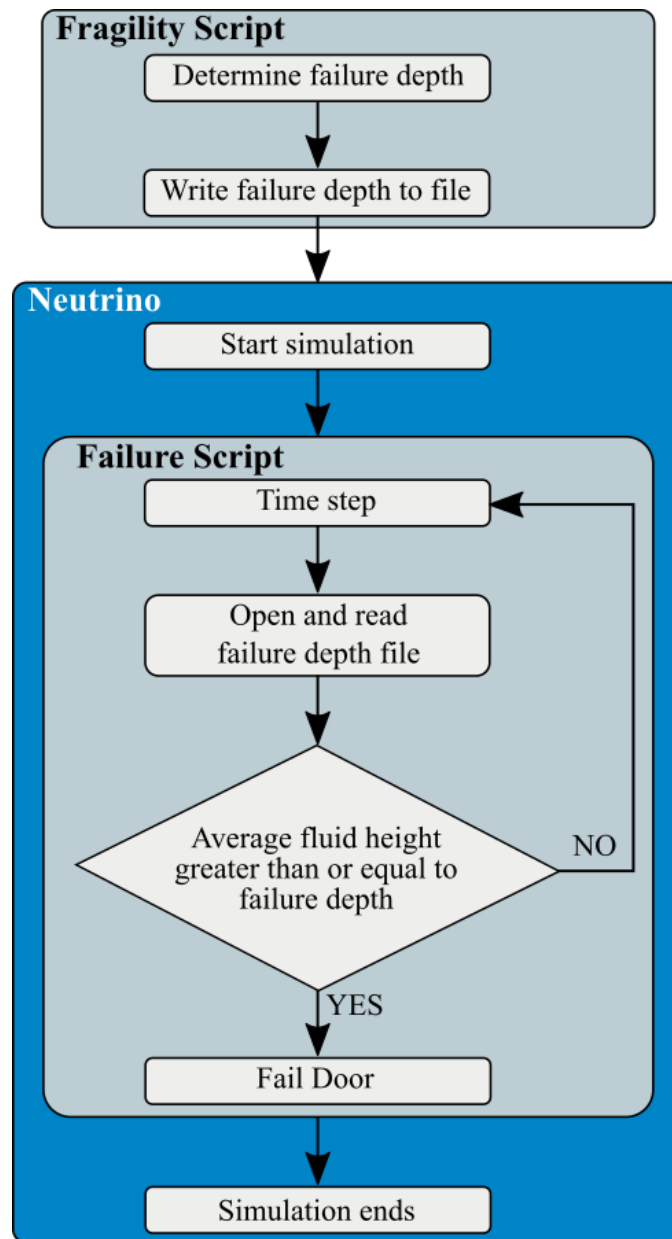 Fragility Script
Determine failure depth
Write failure depth to file
Neutrino
Start simulation
Failure Script
Time step
Open and read
failure depth file
Average fluid height
greater than or equal to
failure depth
NO
YES
Fail Door
Simulation ends